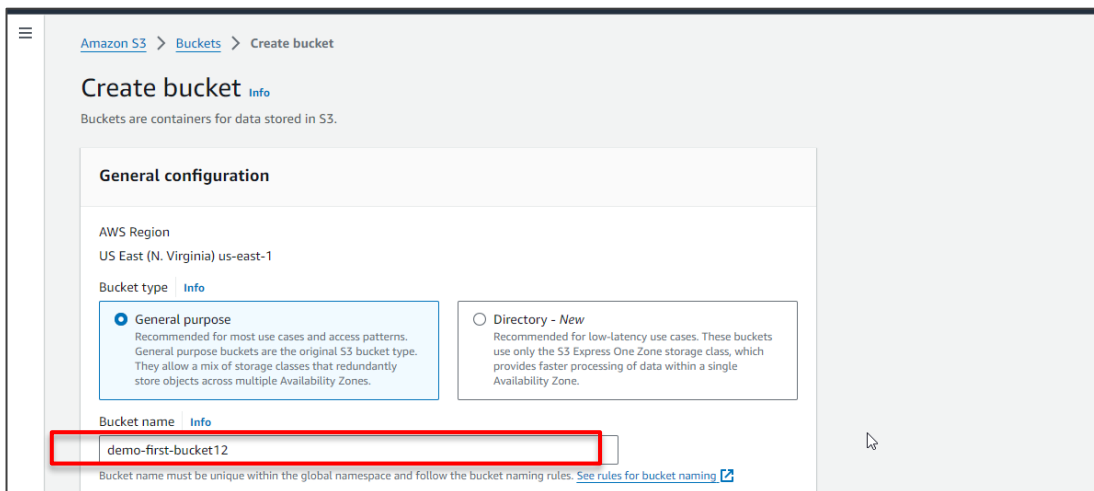 Amazon S3 > Buckets > Create bucket
Create bucket Info
Buckets are containers for data stored in S3.
General configuration
AWS Region
US East (N. Virginia) us-east-1
Bucket type Info
General purpose
Recommended for most use cases and access patterns.
General purpose buckets are the original S3 bucket type.
They allow a mix of storage classes that redundantly
store objects across multiple Availability Zones.
Directory - New
Recommended for low-latency use cases. These buckets
use only the S3 Express One Zone storage class, which
provides faster processing of data within a single
Availability Zone.
Bucket name Info
demo-first-bucket12
Bucket name must be unique within the global namespace and follow the bucket naming rules. See rules for bucket naming